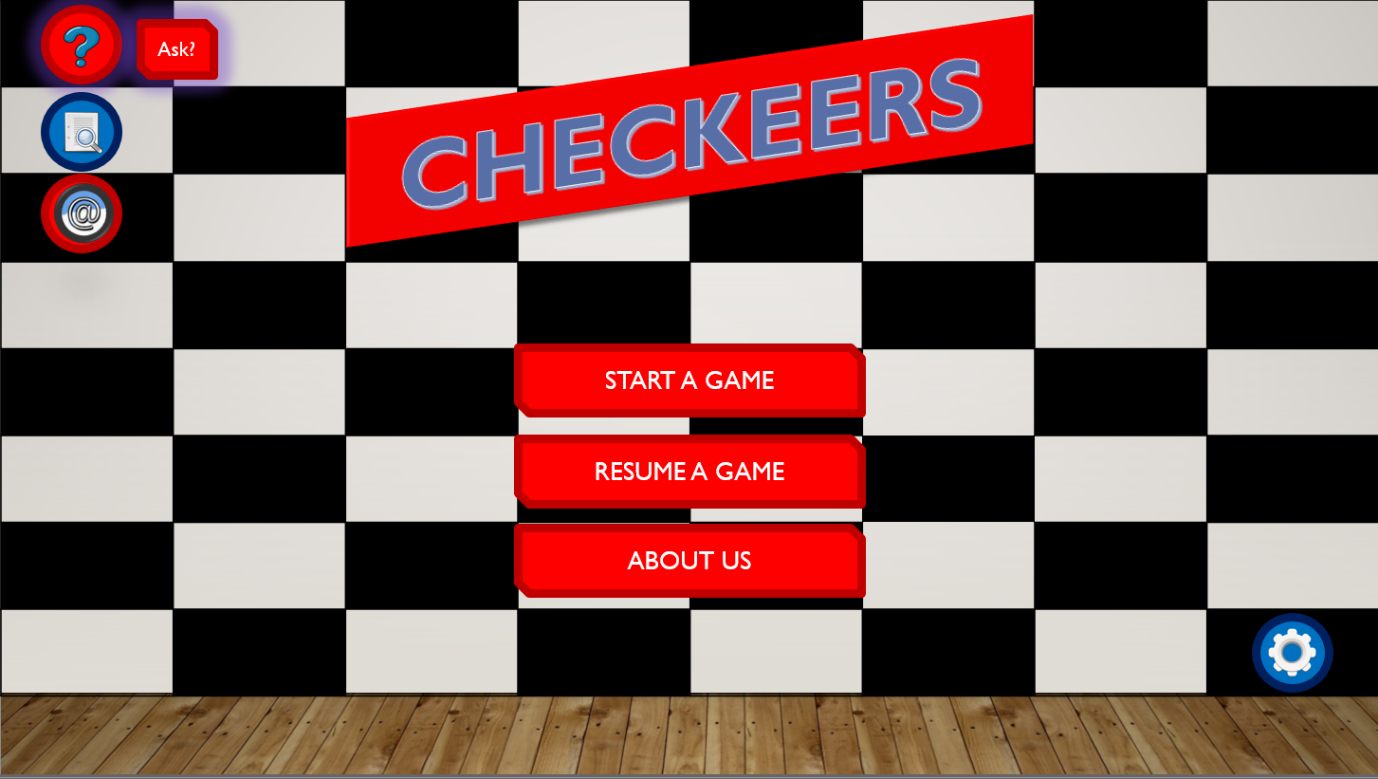 ?
Ask?
@
CHECKEERS
START A GAME
RESUME A GAME
ABOUT US